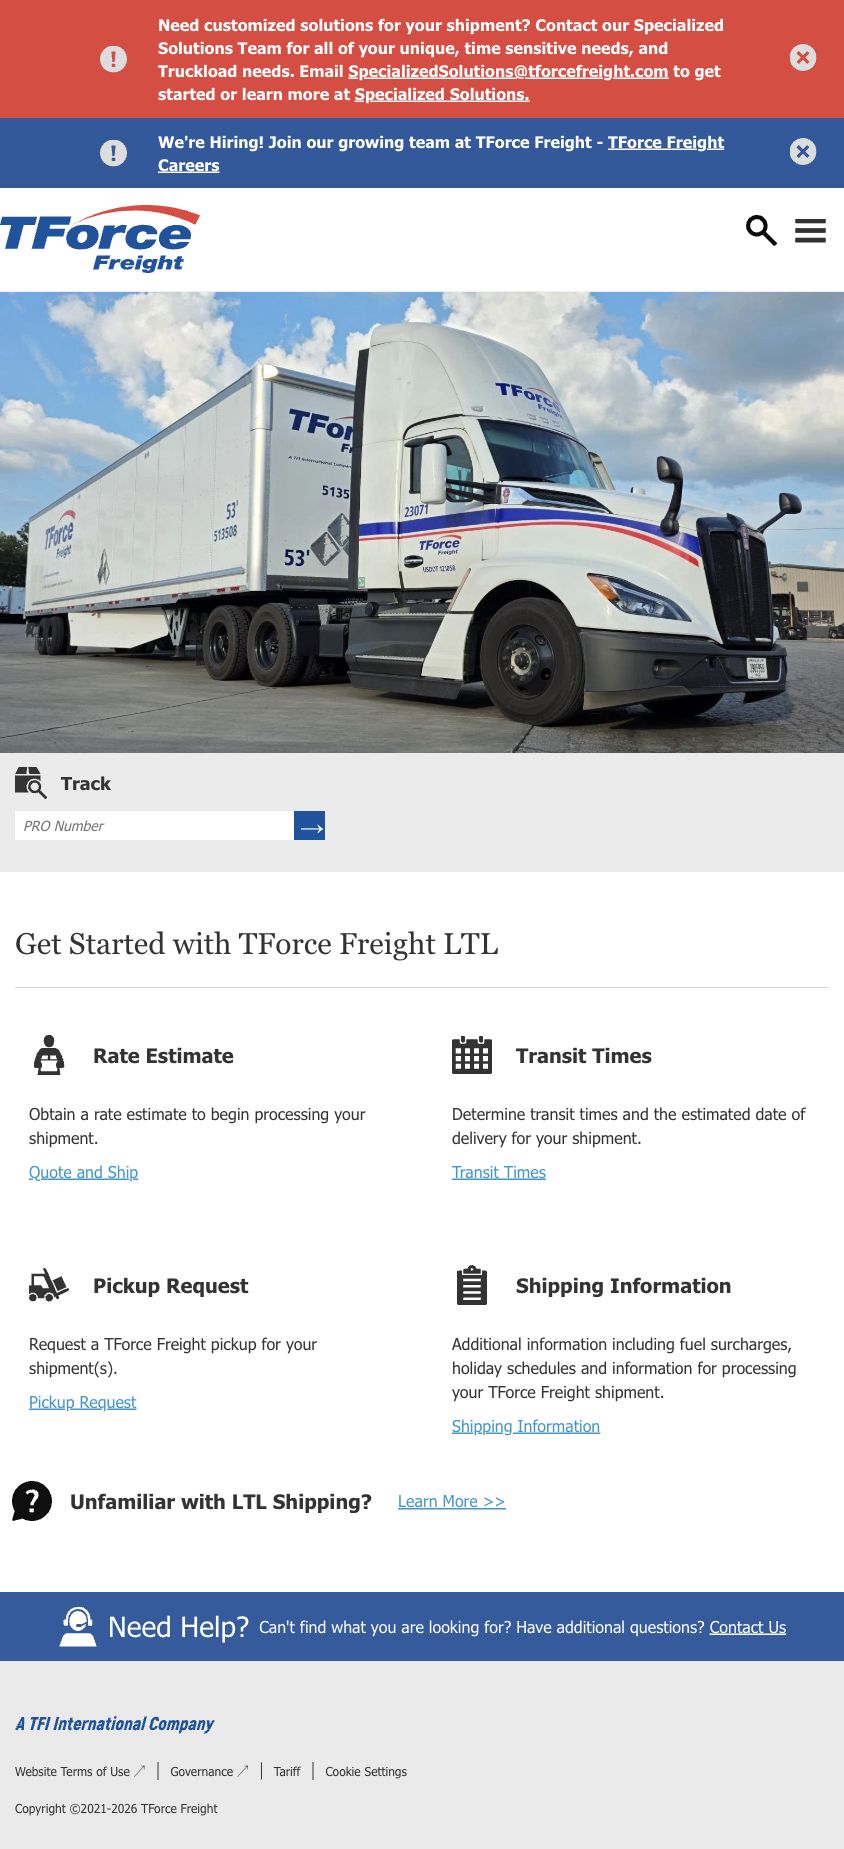 Need customized solutions for your shipment? Contact our Specialized
Solutions Team for all of your unique, time sensitive needs, and
Truckload needs. Email SpecializedSolutions@tforcefreight.com to get
started or learn more at Specialized Solutions.
We're Hiring! Join our growing team at TForce Freight - TForce Freight
Careers
TForce
Freight
TForce
Freight
TFor
A TFI International Company
5135
53'
513508
53'
TForce
Freight
23071
TForce
Freight
Track
PRO Number
Get Started with TForce Freight LTL
Rate Estimate
Obtain a rate estimate to begin processing your
shipment.
Quote and Ship
Transit Times
Determine transit times and the estimated date of
delivery for your shipment.
Transit Times
Pickup Request
Request a TForce Freight pickup for your
shipment(s).
Pickup Request
Shipping Information
Additional information including fuel surcharges,
holiday schedules and information for processing
your TForce Freight shipment.
Shipping Information
Unfamiliar with LTL Shipping? Learn More >>
Need Help? Can't find what you are looking for? Have additional questions? Contact Us
A TFI International Company
Website Terms of Use | Governance | Tariff | Cookie Settings
Copyright ©2021-2026 TForce Freight